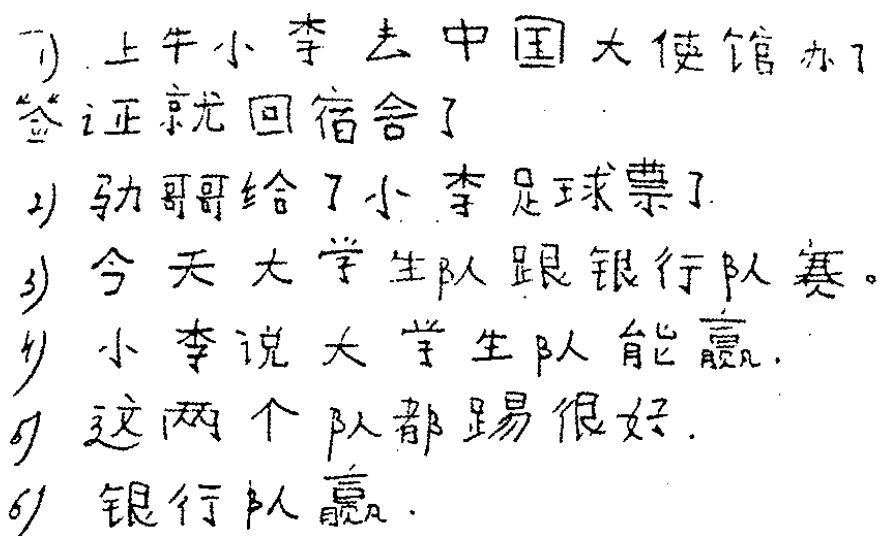 1) 上牛小李去中国大使馆办了
签证就回宿舍了
2) 哥哥给了小李足球票了
3) 今天大学生队跟银行队赛。
4) 小李说大学生队能赢.
5) 这两个队都踢很好.
6) 银行队赢.